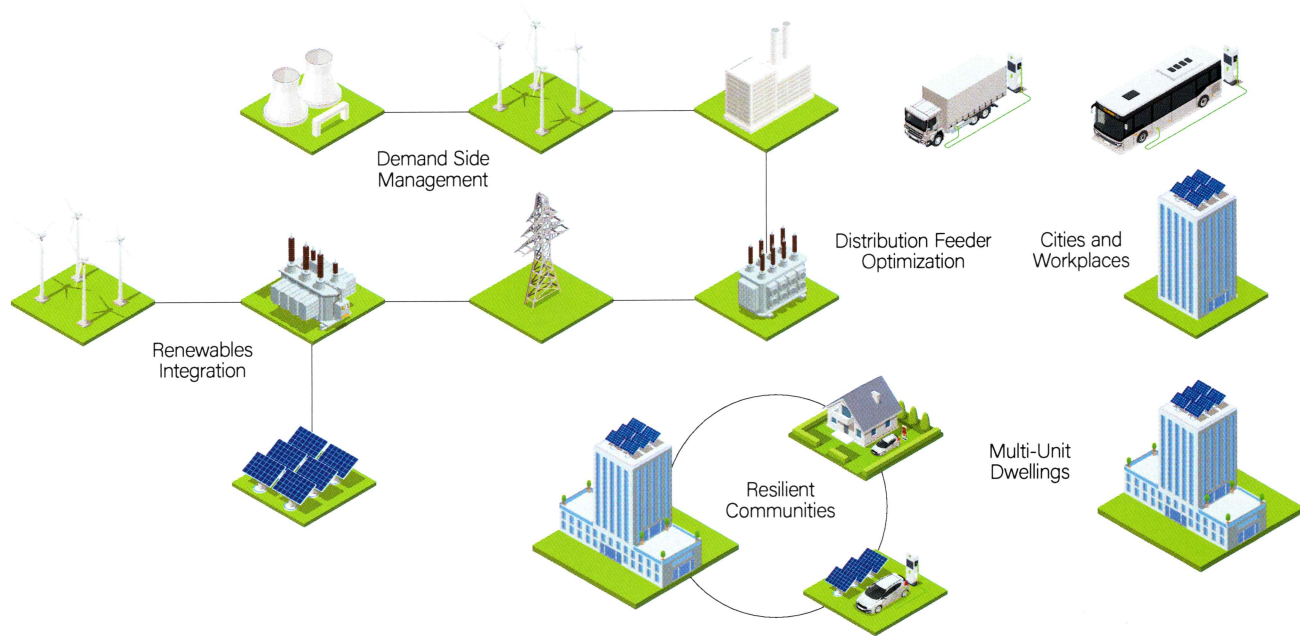 Demand Side
Management
Distribution Feeder
Optimization
Cities and
Workplaces
Renewables
Integration
Multi-Unit
Dwellings
Resilient
Communities